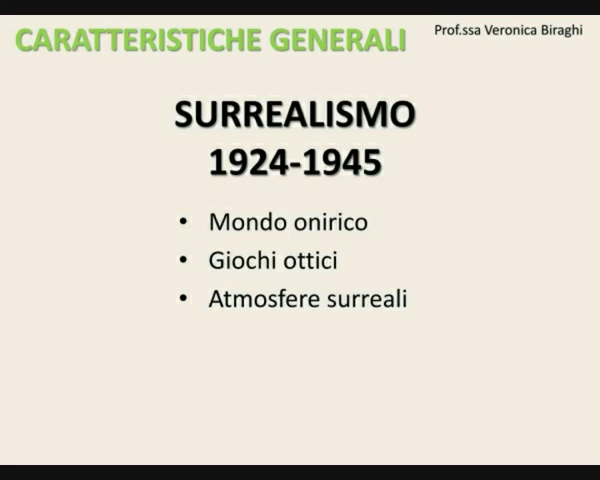 CARATTERISTICHE GENERALI
Prof.ssa Veronica Biraghi
SURREALISMO
1924-1945
• Mondo onirico
• Giochi ottici
• Atmosfere surreali